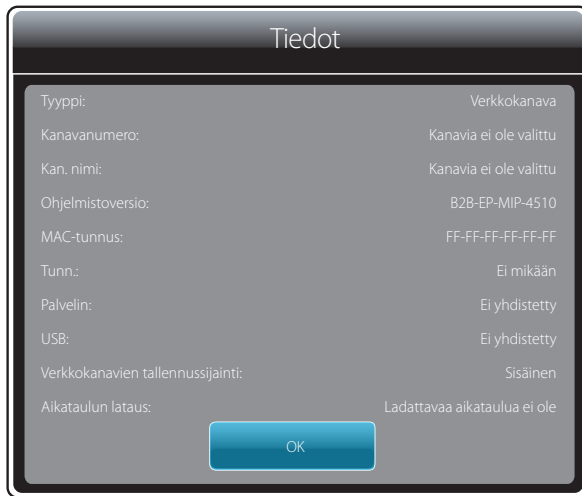 Tiedot
Tyyppi: Verkkokanava
Kanavanumero: Kanavia ei ole valittu
Kan. nimi: Kanavia ei ole valittu
Ohjelmistoversio: B2B-EP-MIP-4510
MAC-tunnus: FF-FF-FF-FF-FF-FF
Tunn.: Ei mikään
Palvelin: Ei yhdistetty
USB: Ei yhdistetty
Verkkokanavien tallennussijainti: Sisäinen
Aikataulun lataus: Ladattavaa aikataulua ei ole
OK